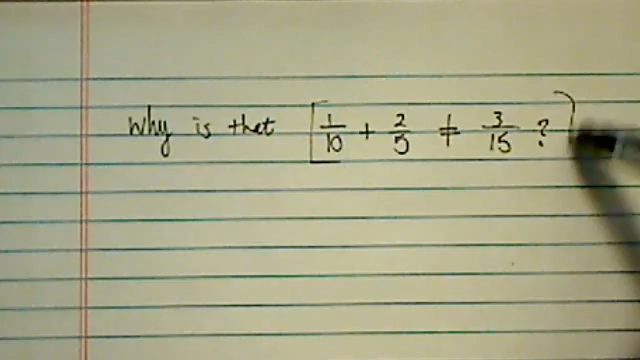 Why is that [1/10 + 2/5 ≠ 3/15 ?]